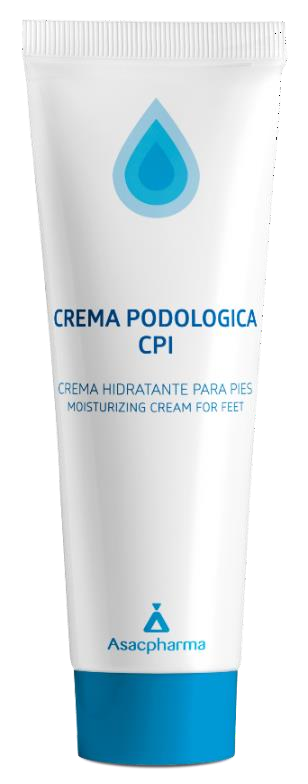 CREMA PODOLOGICA
CPI
CREMA HIDRATANTE PARA PIES
MOISTURIZING CREAM FOR FEET
Asacpharma